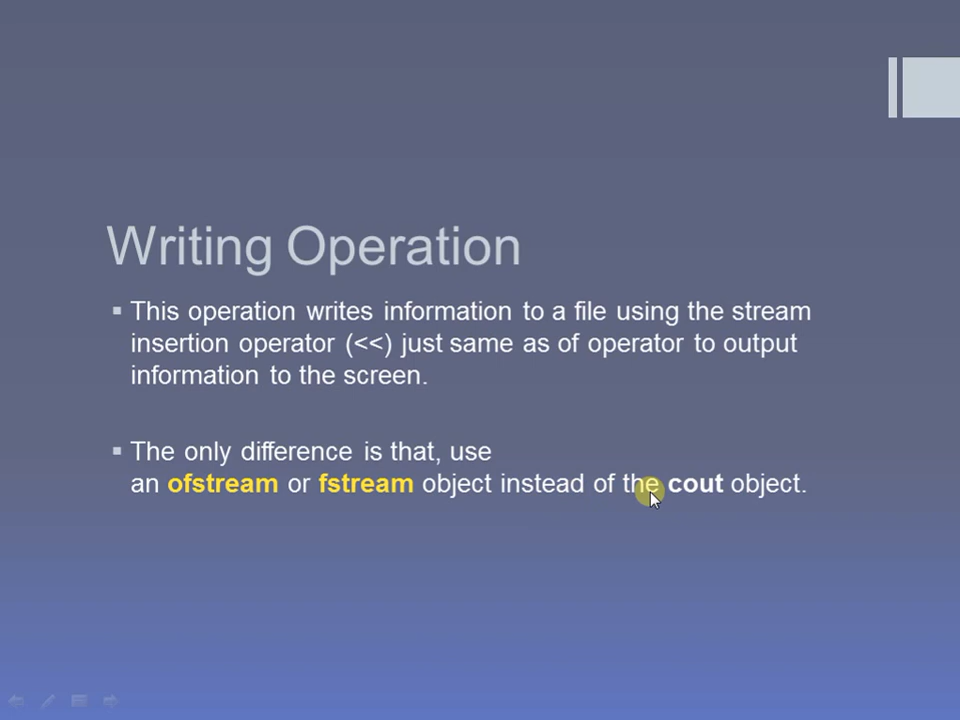 Writing Operation
This operation writes information to a file using the stream
insertion operator (<<) just same as of operator to output
information to the screen.
The only difference is that, use
an ofstream or fstream object instead of the cout object.